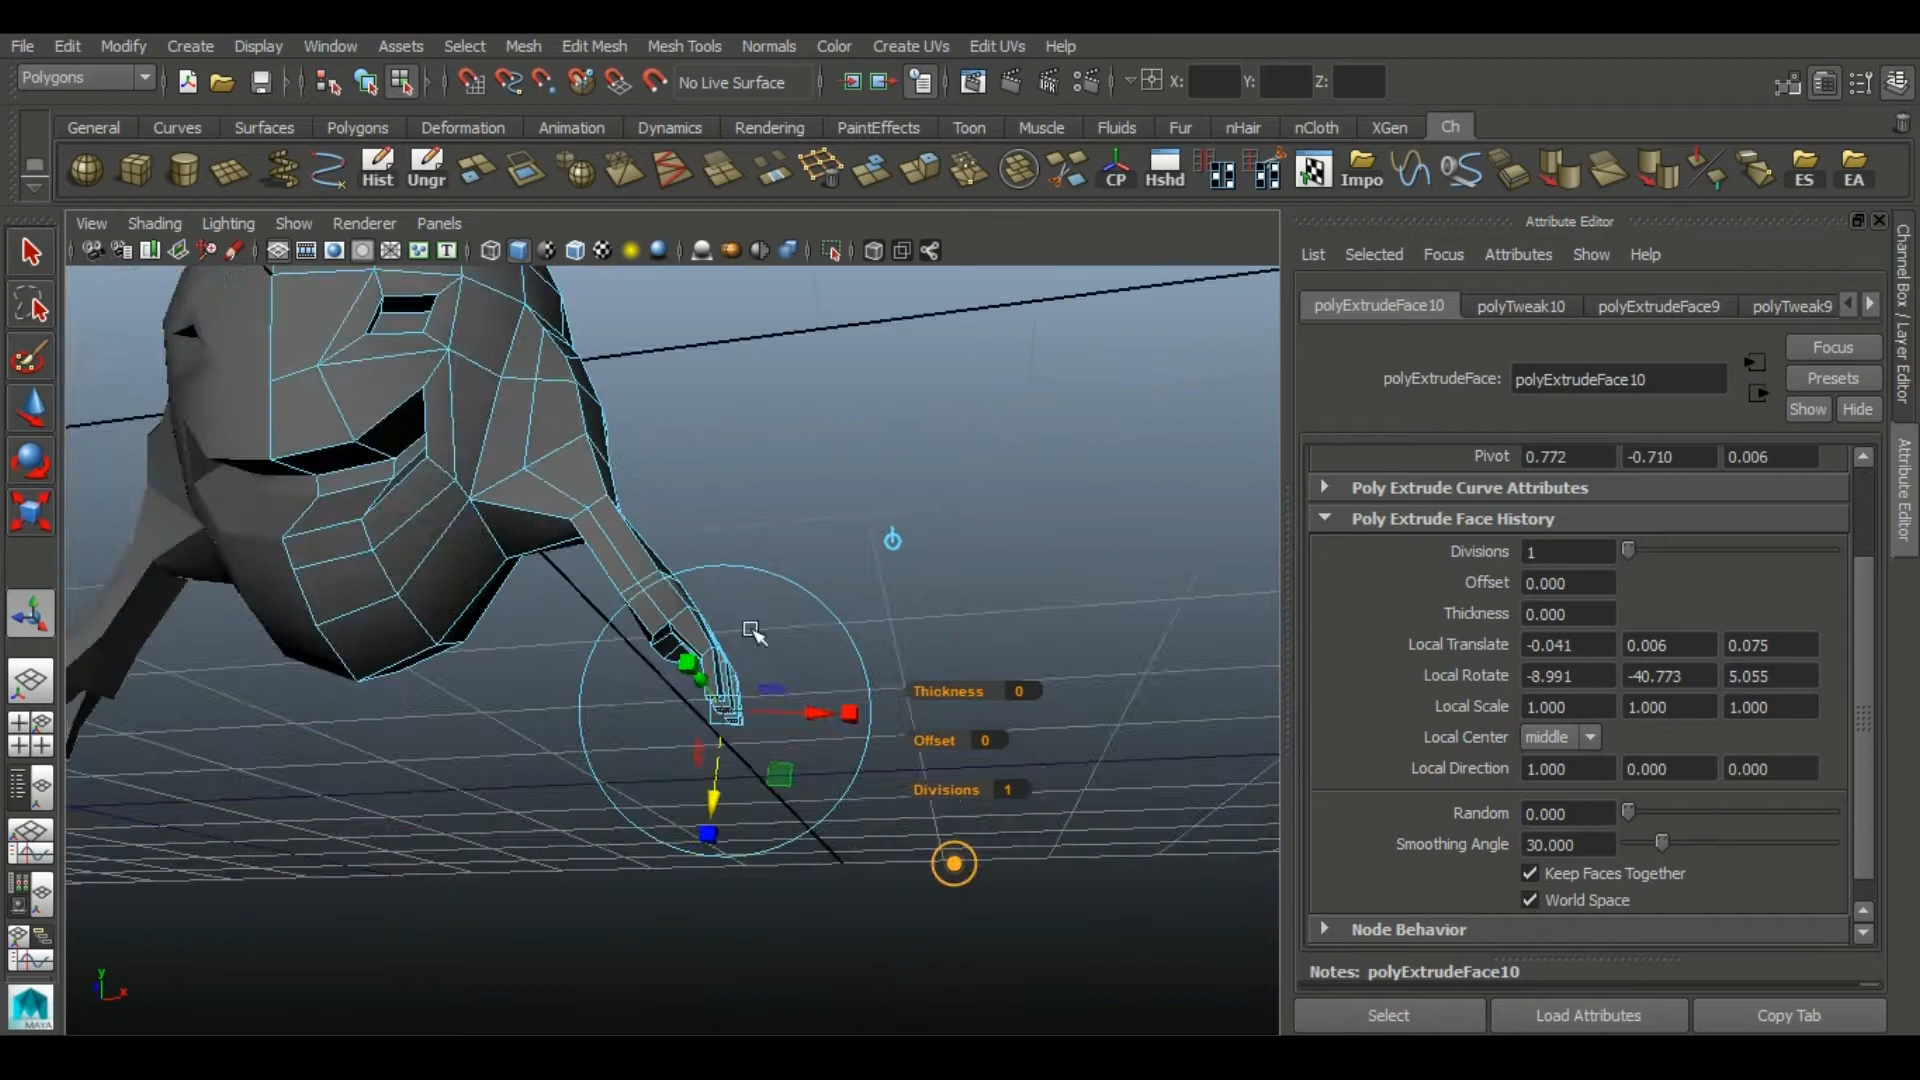 File Edit Modify Create Display Window Assets Select Mesh Edit Mesh Mesh Tools Normals Color Create UVs Edit UVs Help
Polygons No Live Surface X: Y: Z:
General Curves Surfaces Polygons Deformation Animation Dynamics Rendering PaintEffects Toon Muscle Fluids Fur nHair nCloth XGen Ch
Hist Ungr CP Hshd Impo ES EA
View Shading Lighting Show Renderer Panels
T
Thickness 0
Offset 0
Divisions 1
y
x
MAYA
Attribute Editor
List Selected Focus Attributes Show Help
polyExtrudeFace10 polyTweak10 polyExtrudeFace9 polyTweak9
Focus
polyExtrudeFace: polyExtrudeFace10
Presets
Show Hide
Pivot 0.772 -0.710 0.006
Poly Extrude Curve Attributes
Poly Extrude Face History
Divisions 1
Offset 0.000
Thickness 0.000
Local Translate -0.041 0.006 0.075
Local Rotate -8.991 -40.773 5.055
Local Scale 1.000 1.000 1.000
Local Center middle
Local Direction 1.000 0.000 0.000
Random 0.000
Smoothing Angle 30.000
Keep Faces Together
World Space
Node Behavior
Notes: polyExtrudeFace10
Select Load Attributes Copy Tab
Channel Box / Layer Editor
Attribute Editor